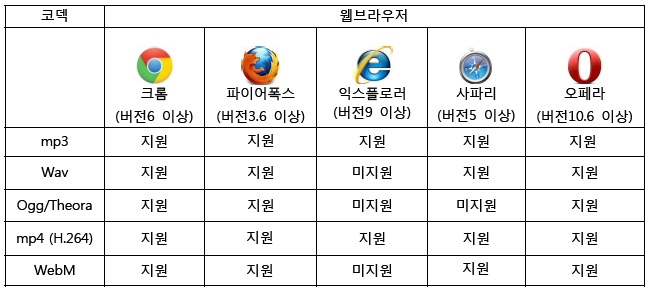 코덱 웹브라우저
크롬 파이어폭스 익스플로러 사파리 오페라
(버전6 이상) (버전3.6 이상) (버전9 이상) (버전5 이상) (버전10.6 이상)
mp3 지원 지원 지원 지원 지원
Wav 지원 지원 미지원 지원 지원
Ogg/Theora 지원 지원 미지원 미지원 지원
mp4 (H.264) 지원 지원 지원 지원 지원
WebM 지원 지원 미지원 지원 지원